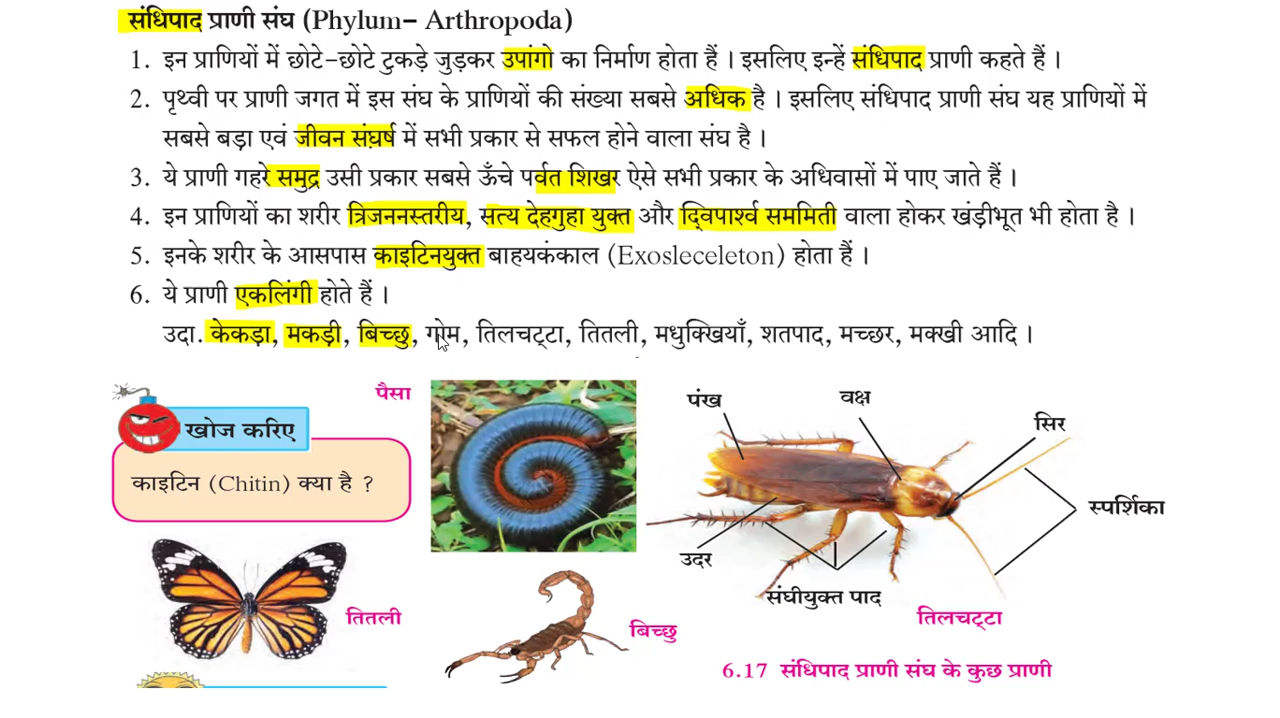 संधिपाद प्राणी संघ (Phylum– Arthropoda)
1. इन प्राणियों में छोटे-छोटे टुकड़े जुड़कर उपांगो का निर्माण होता हैं । इसलिए इन्हें संधिपाद प्राणी कहते हैं ।
2. पृथ्वी पर प्राणी जगत में इस संघ के प्राणियों की संख्या सबसे अधिक है । इसलिए संधिपाद प्राणी संघ यह प्राणियों में
सबसे बड़ा एवं जीवन संघ़र्ष में सभी प्रकार से सफल होने वाला संघ है ।
3. ये प्राणी गहरे समुद्र उसी प्रकार सबसे ऊँचे पर्वत शिखर ऐसे सभी प्रकार के अधिवासों में पाए जाते हैं ।
4. इन प्राणियों का शरीर त्रिजननस्तरीय, सत्य देहगुहा युक्त और द्‌विपार्श्व सममिती वाला होकर खंड़ीभूत भी होता है ।
5. इनके शरीर के आसपास काइटिनयुक्त बाहयकंकाल (Exosleceleton) होता हैं ।
6. ये प्राणी एकलिंगी होते हैं ।
उदा. केकड़ा, मकड़ी, बिच्छु, गोम, तिलचट्‌टा, तितली, मधुक्खियाँ, शतपाद, मच्छर, मक्खी आदि ।
पैसा
पंख
वक्ष
सिर
खोज करिए
काइटिन (Chitin) क्या है ?
स्पर्शिका
उदर
संघीयुक्त पाद
तितली
बिच्छु
तिलचट्‌टा
6.17 संधिपाद प्राणी संघ के कुछ प्राणी